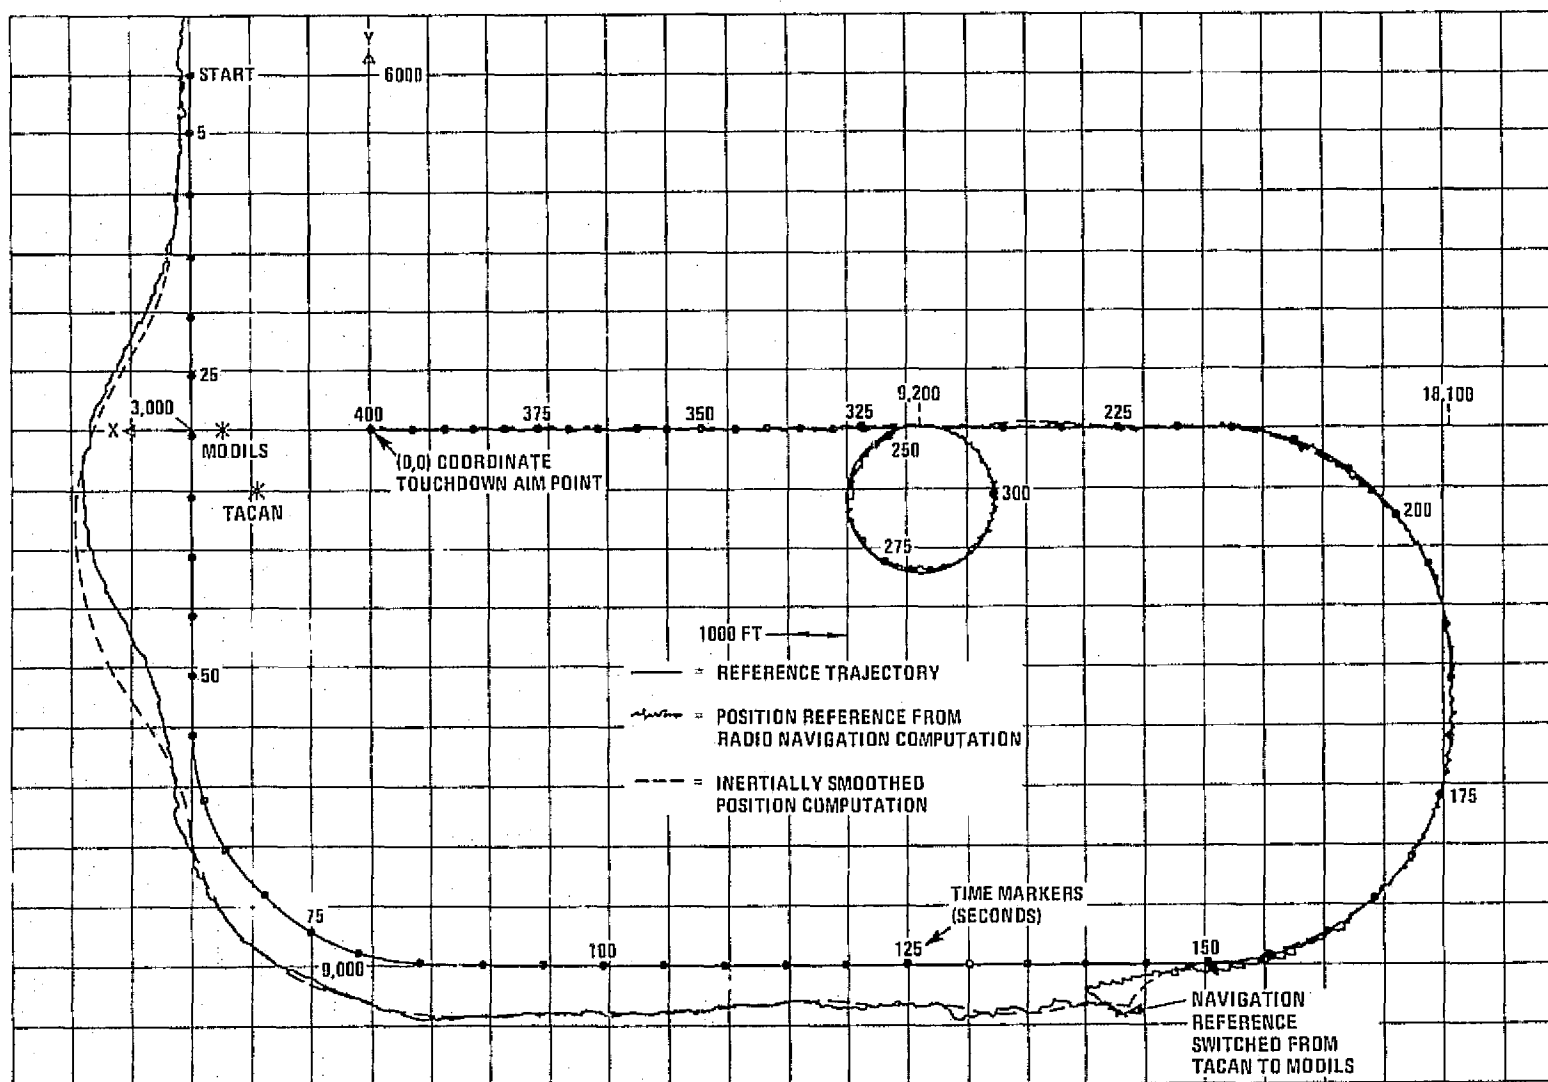 Y
START
6000
5
25
3,000
400
375
350
325
9,200
225
18,100
X
MODILS
(0,0) COORDINATE
TOUCHDOWN AIM POINT
250
TACAN
300
200
275
1000 FT
50
= REFERENCE TRAJECTORY
= POSITION REFERENCE FROM
RADIO NAVIGATION COMPUTATION
= INERTIALLY SMOOTHED
POSITION COMPUTATION
175
TIME MARKERS
(SECONDS)
75
9,000
100
125
150
NAVIGATION
REFERENCE
SWITCHED FROM
TACAN TO MODILS